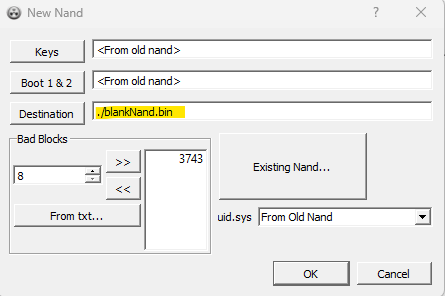 New Nand
?
Keys
<From old nand>
Boot 1 & 2
<From old nand>
Destination
./blankNand.bin
Bad Blocks
8
>>
<<
3743
From txt...
Existing Nand...
uid.sys
From Old Nand
OK
Cancel